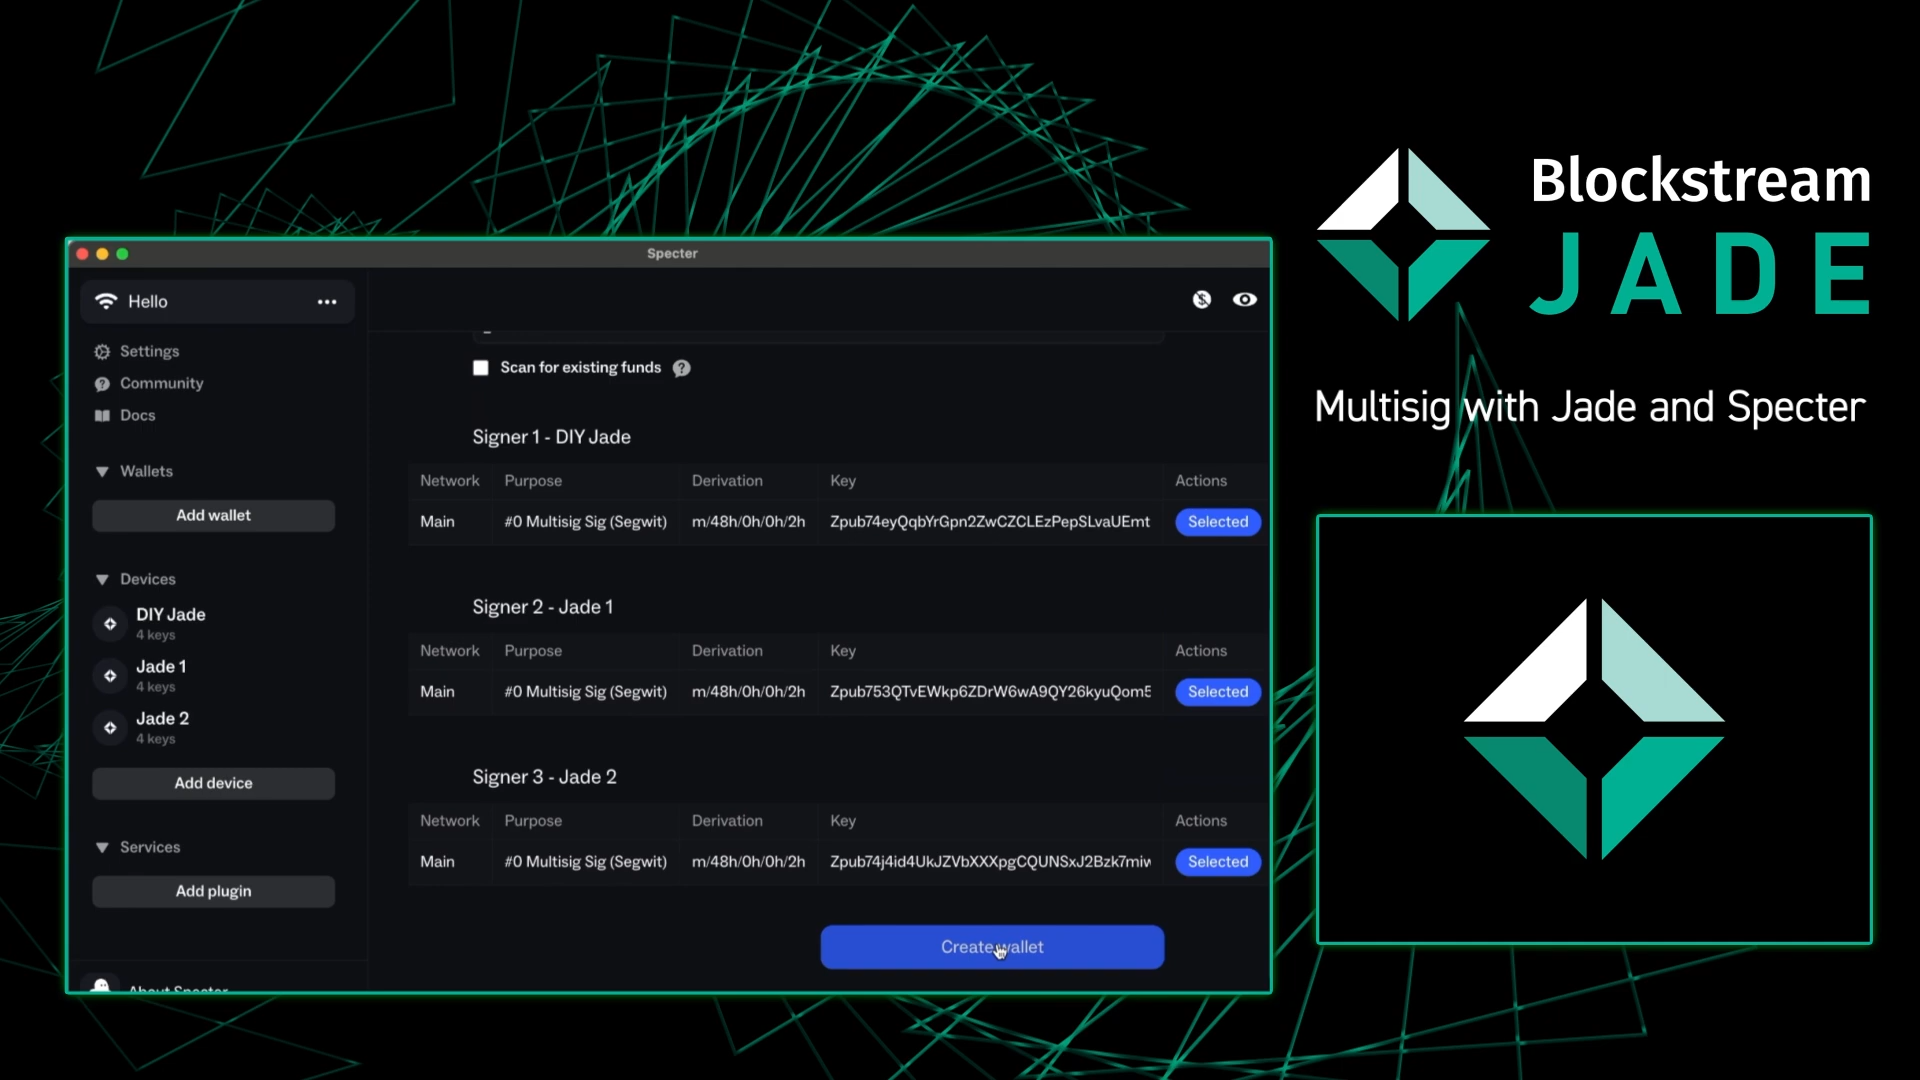 Blockstream
JADE
Multisig with Jade and Specter
Specter
Hello
Settings
Community
Docs
Wallets
Add wallet
Devices
DIY Jade
4 keys
Jade 1
4 keys
Jade 2
4 keys
Add device
Services
Add plugin
About Specter
Scan for existing funds
Signer 1 - DIY Jade
Network Purpose Derivation Key Actions
Main #0 Multisig Sig (Segwit) m/48h/0h/0h/2h Zpub74eyQqbYrGpn2ZwCZCLEzPepSLvaUEmt Selected
Signer 2 - Jade 1
Network Purpose Derivation Key Actions
Main #0 Multisig Sig (Segwit) m/48h/0h/0h/2h Zpub753QTvEWkp6ZDrW6wA9QY26kyuQom5 Selected
Signer 3 - Jade 2
Network Purpose Derivation Key Actions
Main #0 Multisig Sig (Segwit) m/48h/0h/0h/2h Zpub74j4id4UkJZVbXXXpgCQUNSxJ2Bzk7miw Selected
Create wallet